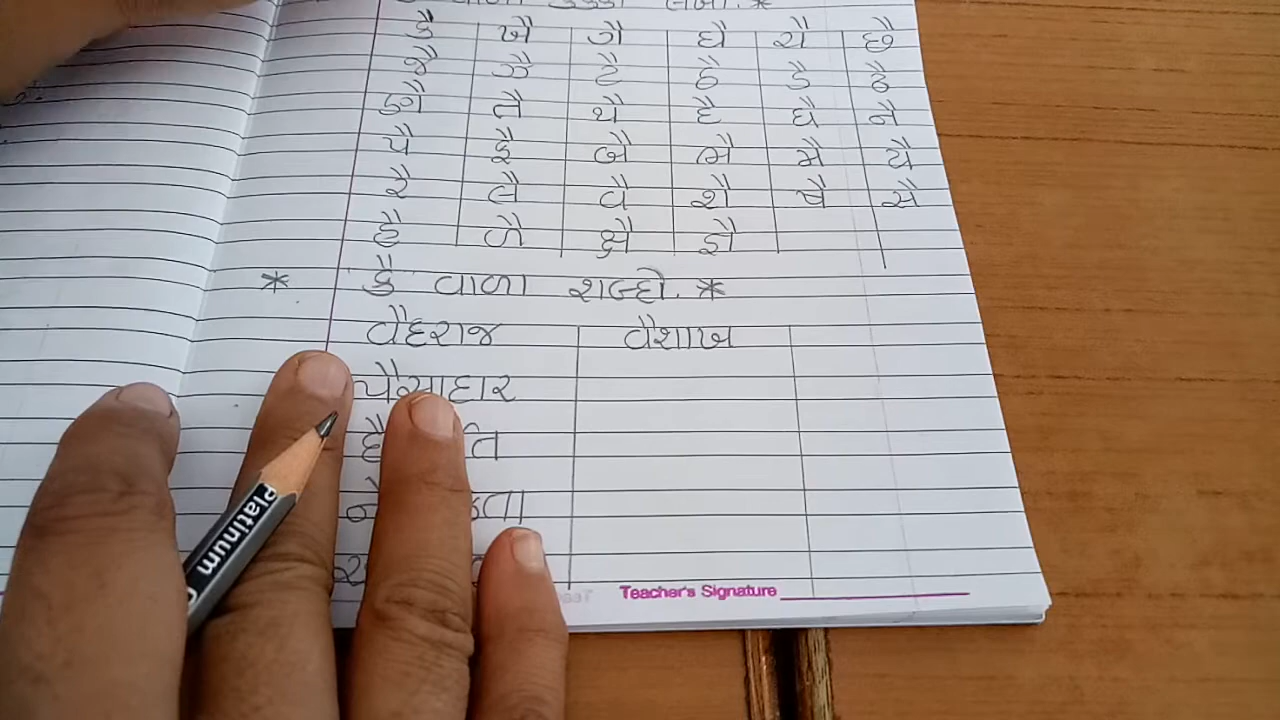 કૈ ખૈ ગૈ ઘૈ ચૈ છૈ
જૈ ઝૈ ટૈ ઠૈ ડૈ ઢૈ
ણૈ તૈ થૈ દૈ ધૈ નૈ
પૈ ફૈ બૈ ભૈ મૈ યૈ
રૈ લૈ વૈ શૈ ષૈ સૈ
હૈ ળૈ ક્ષૈ જ્ઞૈ
* કૈ વાળા શબ્દો. *
વૈદરાજ વૈશાખ
Platinum
Teacher's Signature